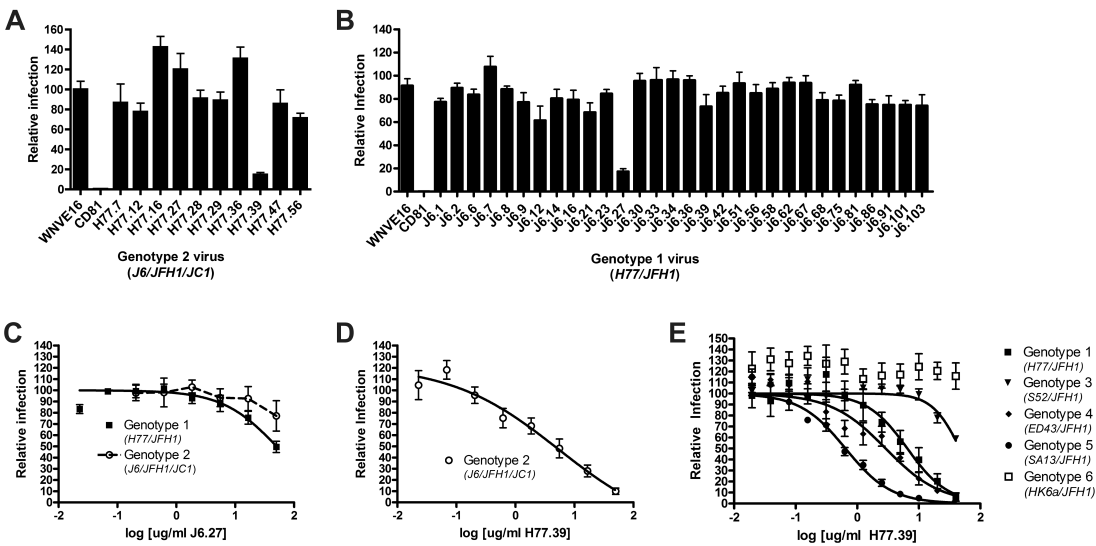 A
Relative infection
160
140
120
100
80
60
40
20
0
WNVE16
CD81
H77.7
H77.12
H77.16
H77.27
H77.28
H77.29
H77.36
H77.39
H77.47
H77.56
Genotype 2 virus
(J6/JFH1/JC1)
B
Relative Infection
140
120
100
80
60
40
20
0
WNVE16
CD81
J6.1
J6.2
J6.6
J6.7
J6.8
J6.9
J6.12
J6.14
J6.16
J6.21
J6.23
J6.27
J6.30
J6.33
J6.34
J6.36
J6.39
J6.42
J6.51
J6.56
J6.58
J6.62
J6.67
J6.68
J6.75
J6.81
J6.86
J6.91
J6.101
J6.103
Genotype 1 virus
(H77/JFH1)
C
Relative infection
140
130
120
110
100
90
80
70
60
50
40
30
20
10
0
Genotype 1
(H77/JFH1)
Genotype 2
(J6/JFH1/JC1)
-2
-1
0
1
2
log [ug/ml J6.27]
D
Relative Infection
140
130
120
110
100
90
80
70
60
50
40
30
20
10
0
Genotype 2
(J6/JFH1/JC1)
-2
-1
0
1
2
log [ug/ml H77.39]
E
Relative Infection
150
140
130
120
110
100
90
80
70
60
50
40
30
20
10
0
-2
-1
0
1
2
log [ug/ml H77.39]
Genotype 1
(H77/JFH1)
Genotype 3
(S52/JFH1)
Genotype 4
(ED43/JFH1)
Genotype 5
(SA13/JFH1)
Genotype 6
(HK6a/JFH1)